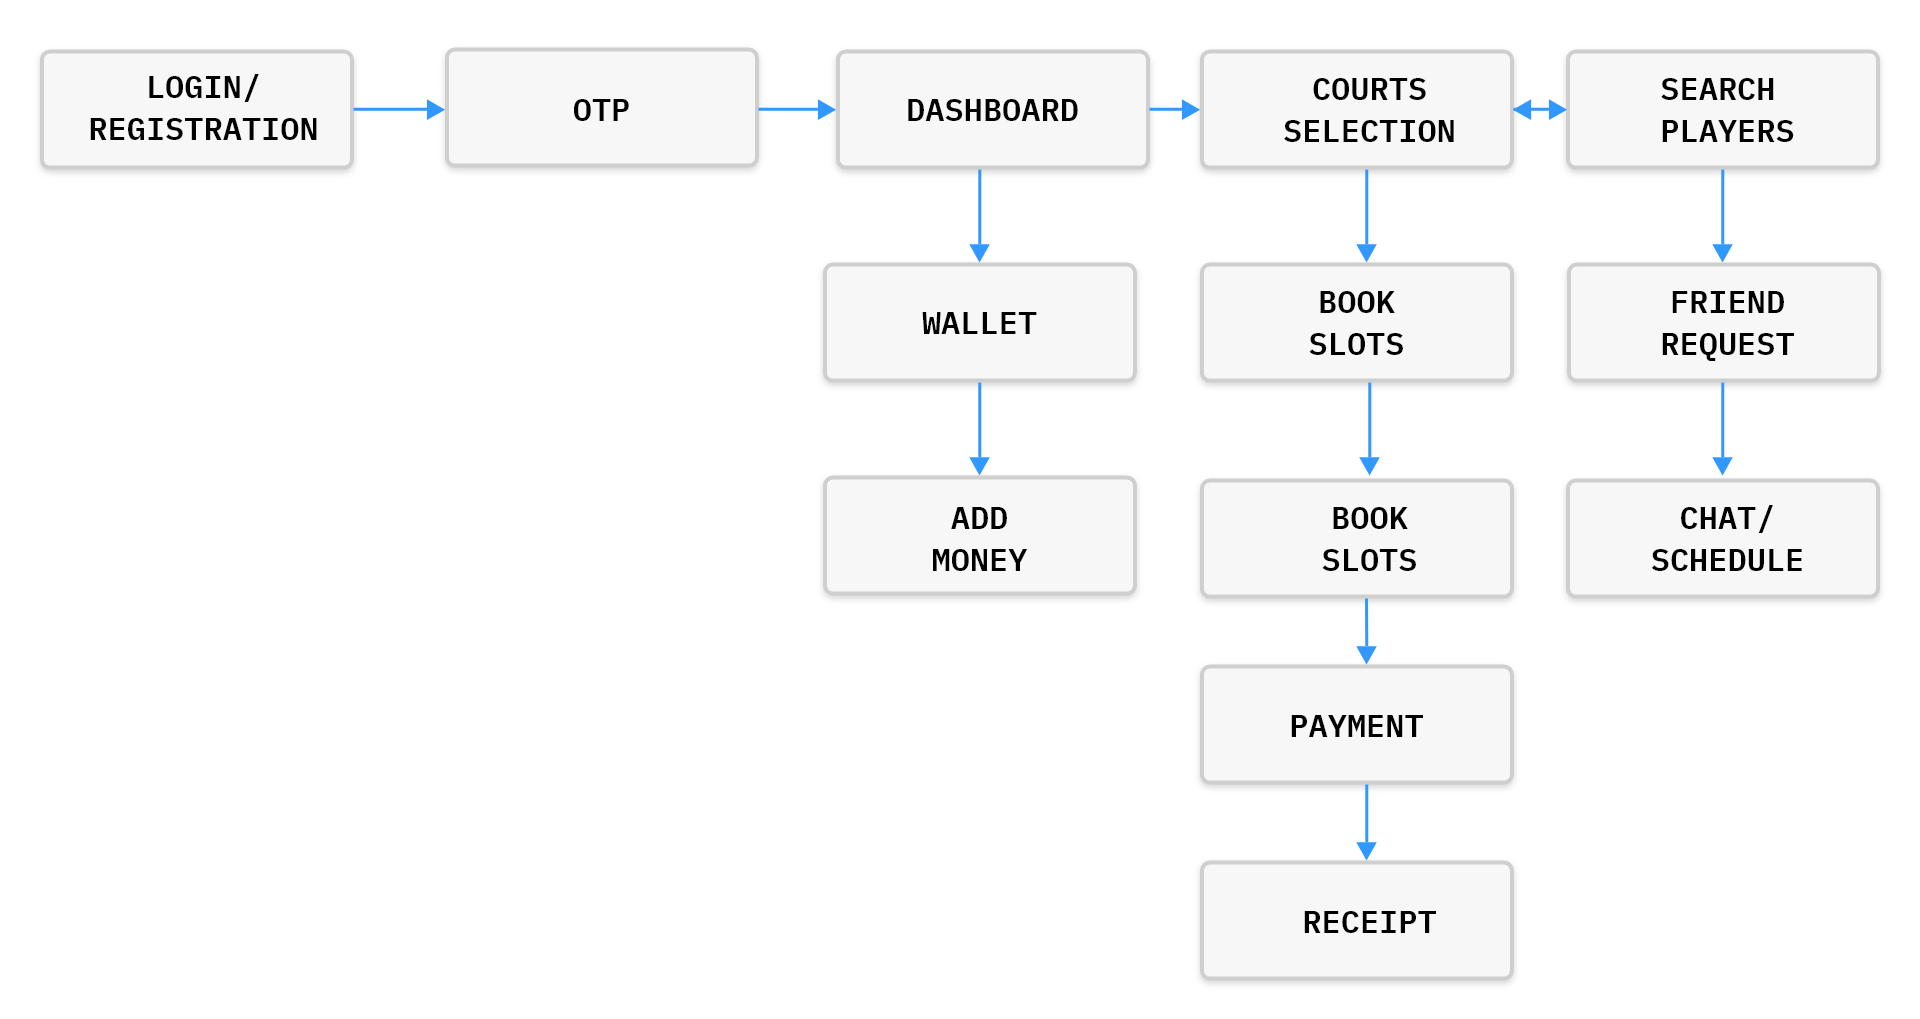 LOGIN/
REGISTRATION
OTP
DASHBOARD
COURTS
SELECTION
SEARCH
PLAYERS
WALLET
BOOK
SLOTS
FRIEND
REQUEST
ADD
MONEY
BOOK
SLOTS
CHAT/
SCHEDULE
PAYMENT
RECEIPT